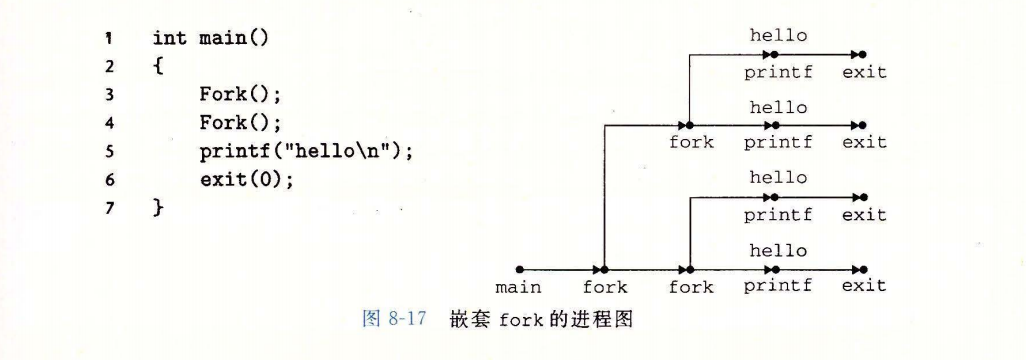 1 int main()
2 {
3 Fork();
4 Fork();
5 printf("hello\n");
6 exit(0);
7 }
hello
printf exit
hello
fork printf exit
hello
printf exit
hello
main fork fork printf exit
图 8-17 嵌套 fork 的进程图